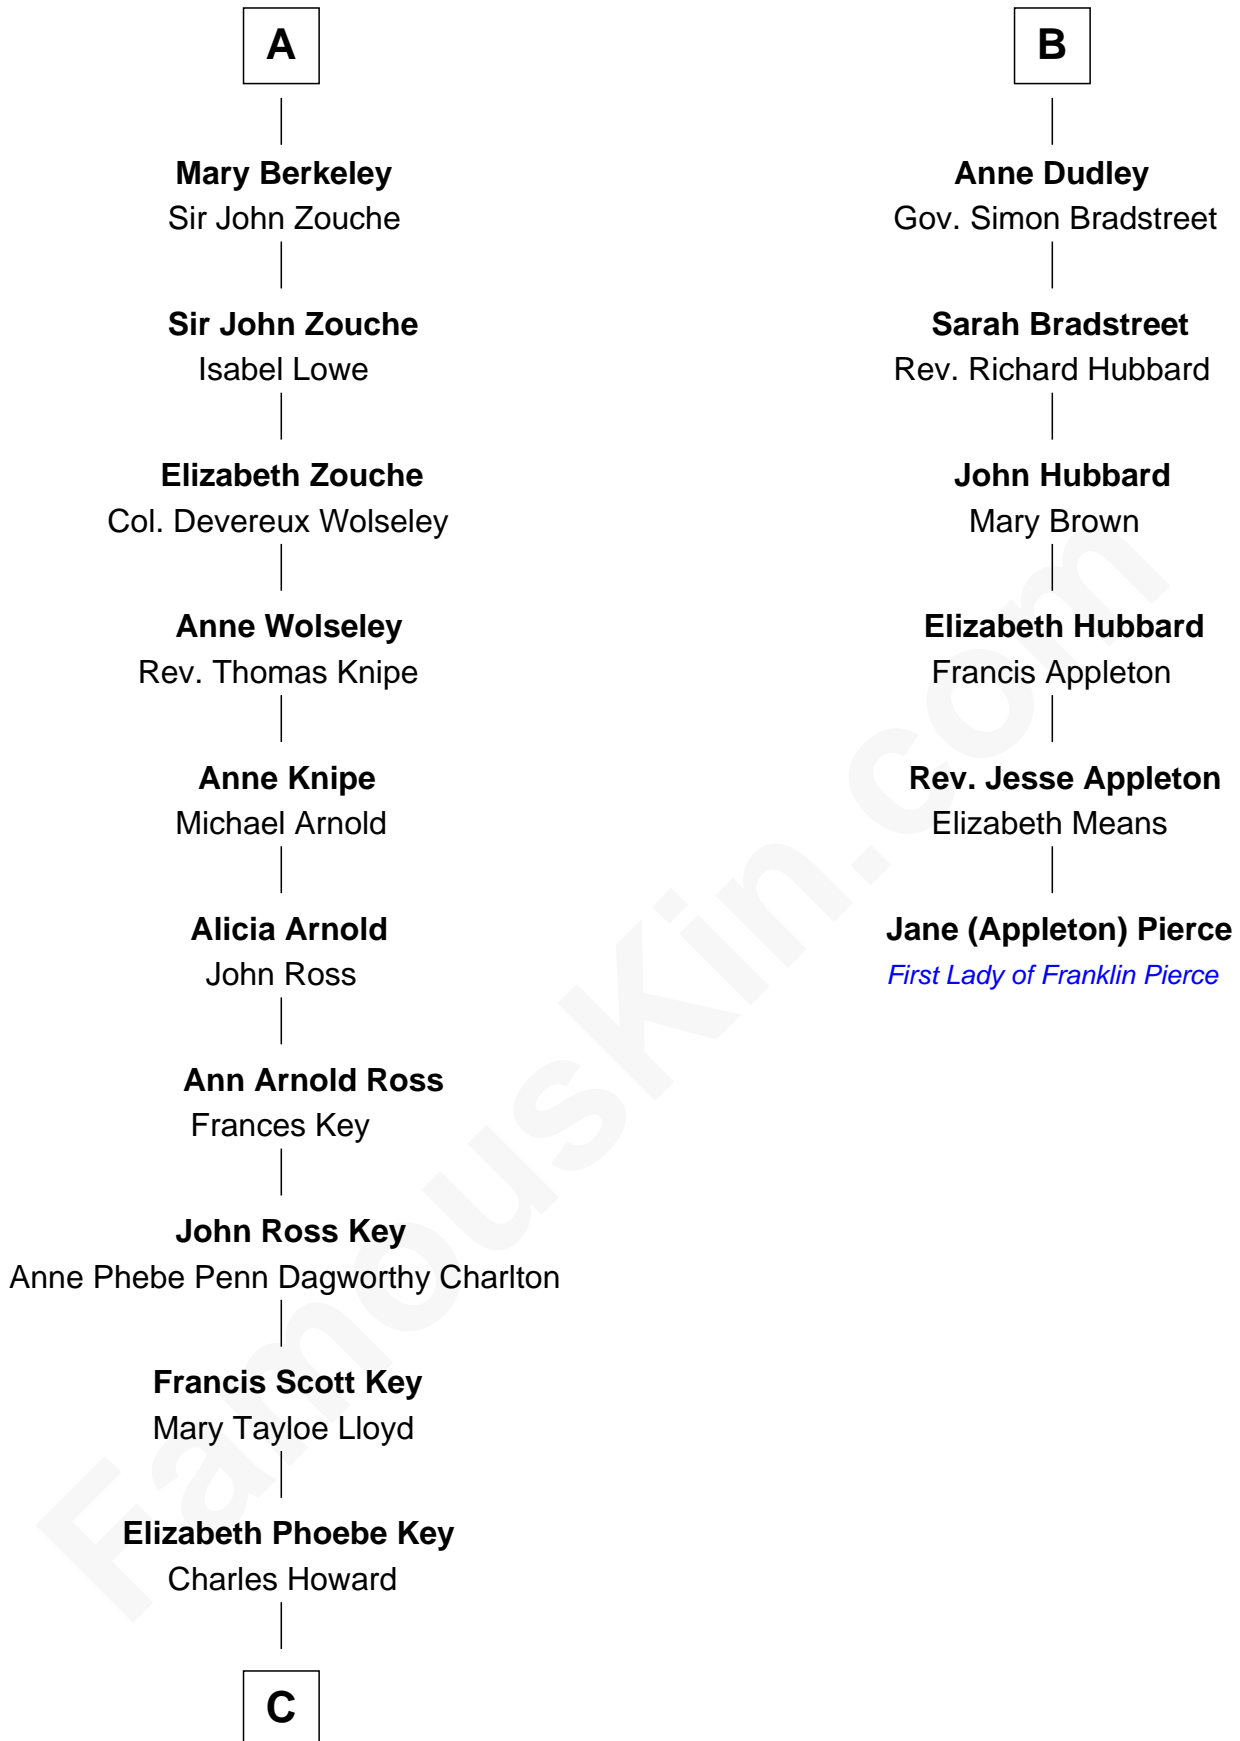 A
Mary Berkeley
Sir John Zouche
Sir John Zouche
Isabel Lowe
Elizabeth Zouche
Col. Devereux Wolseley
Anne Wolseley
Rev. Thomas Knipe
Anne Knipe
Michael Arnold
Alicia Arnold
John Ross
Ann Arnold Ross
Frances Key
John Ross Key
Anne Phebe Penn Dagworthy Charlton
Francis Scott Key
Mary Tayloe Lloyd
Elizabeth Phoebe Key
Charles Howard
C
B
Anne Dudley
Gov. Simon Bradstreet
Sarah Bradstreet
Rev. Richard Hubbard
John Hubbard
Mary Brown
Elizabeth Hubbard
Francis Appleton
Rev. Jesse Appleton
Elizabeth Means
Jane (Appleton) Pierce
First Lady of Franklin Pierce
FamousKin.com